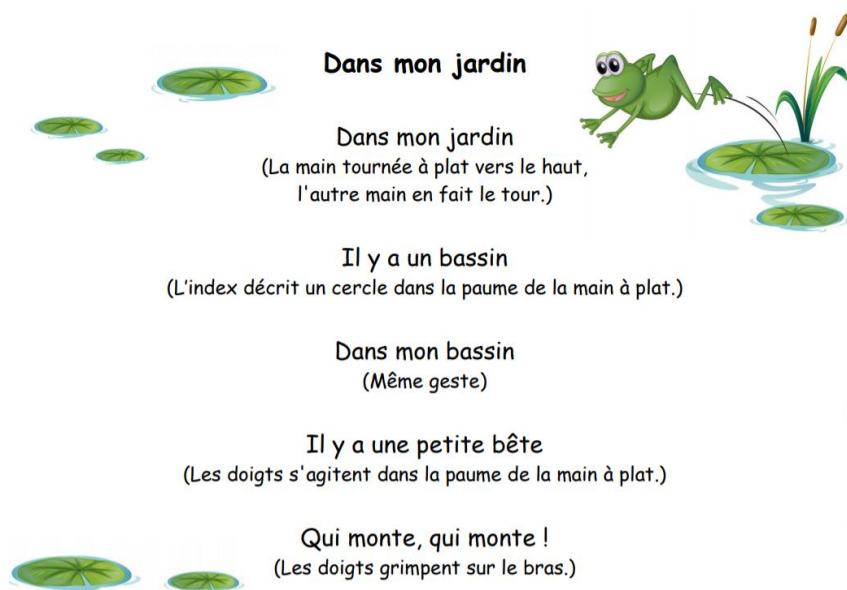 Dans mon jardin
Dans mon jardin
(La main tournée à plat vers le haut,
l'autre main en fait le tour.)
Il y a un bassin
(L'index décrit un cercle dans la paume de la main à plat.)
Dans mon bassin
(Même geste)
Il y a une petite bête
(Les doigts s'agitent dans la paume de la main à plat.)
Qui monte, qui monte !
(Les doigts grimpent sur le bras.)